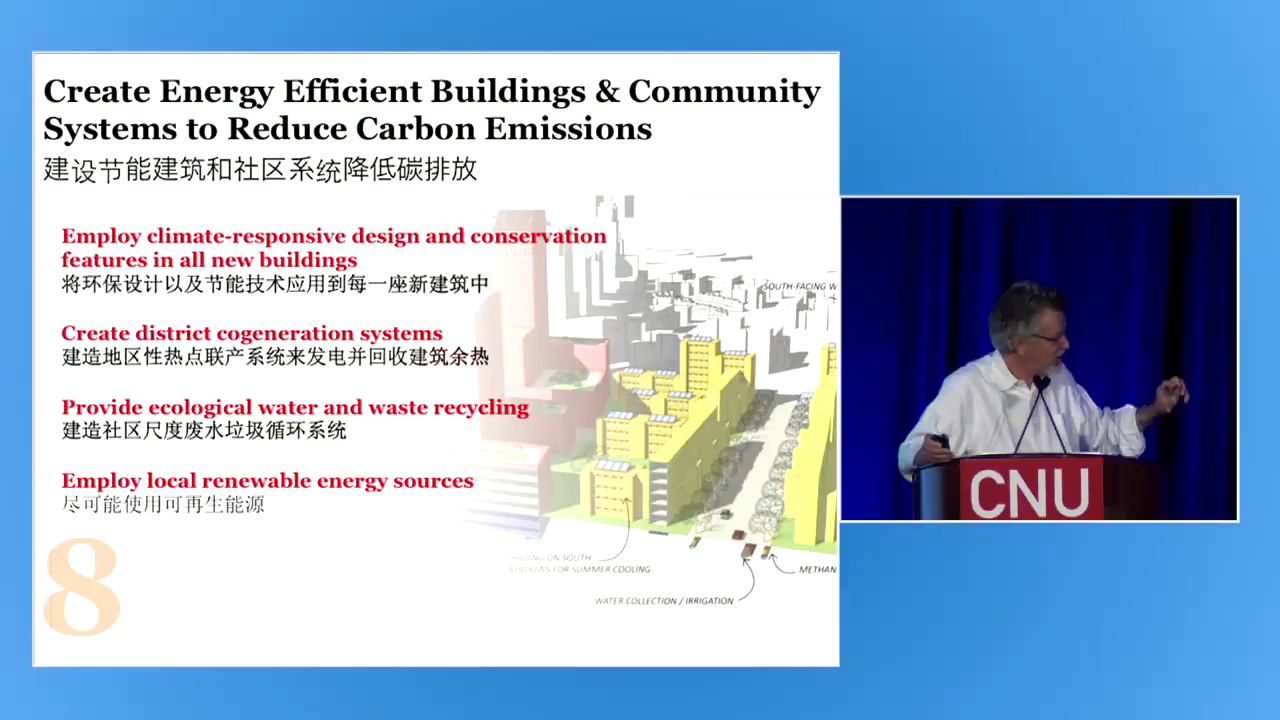 Create Energy Efficient Buildings & Community
Systems to Reduce Carbon Emissions
建设节能建筑和社区系统降低碳排放
Employ climate-responsive design and conservation
features in all new buildings
将环保设计以及节能技术应用到每一座新建筑中
SOUTH-FACING W
Create district cogeneration systems
建造地区性热点联产系统来发电并回收建筑余热
Provide ecological water and waste recycling
建造社区尺度废水垃圾循环系统
Employ local renewable energy sources
尽可能使用可再生能源
SHADING ON SOUTH
WINDOWS FOR SUMMER COOLING
METHAN
WATER COLLECTION / IRRIGATION
8
CNU